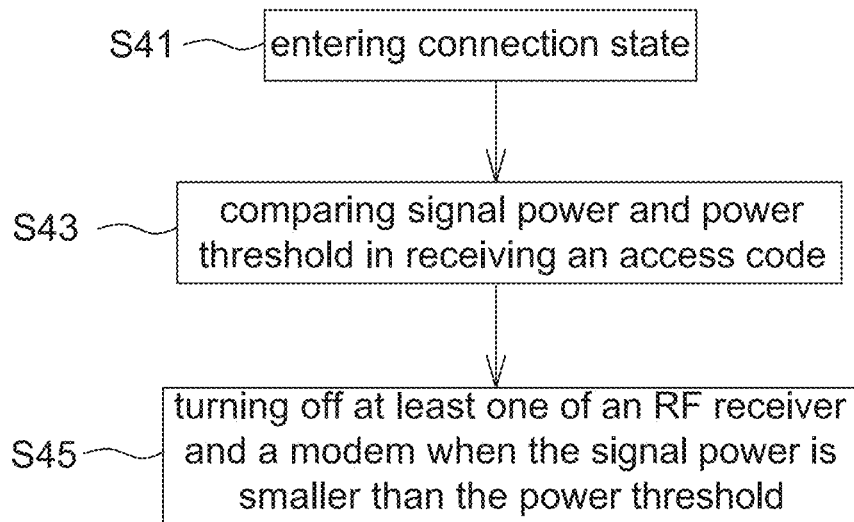 S41 entering connection state
S43 comparing signal power and power
threshold in receiving an access code
turning off at least one of an RF receiver
S45 and a modem when the signal power is
smaller than the power threshold